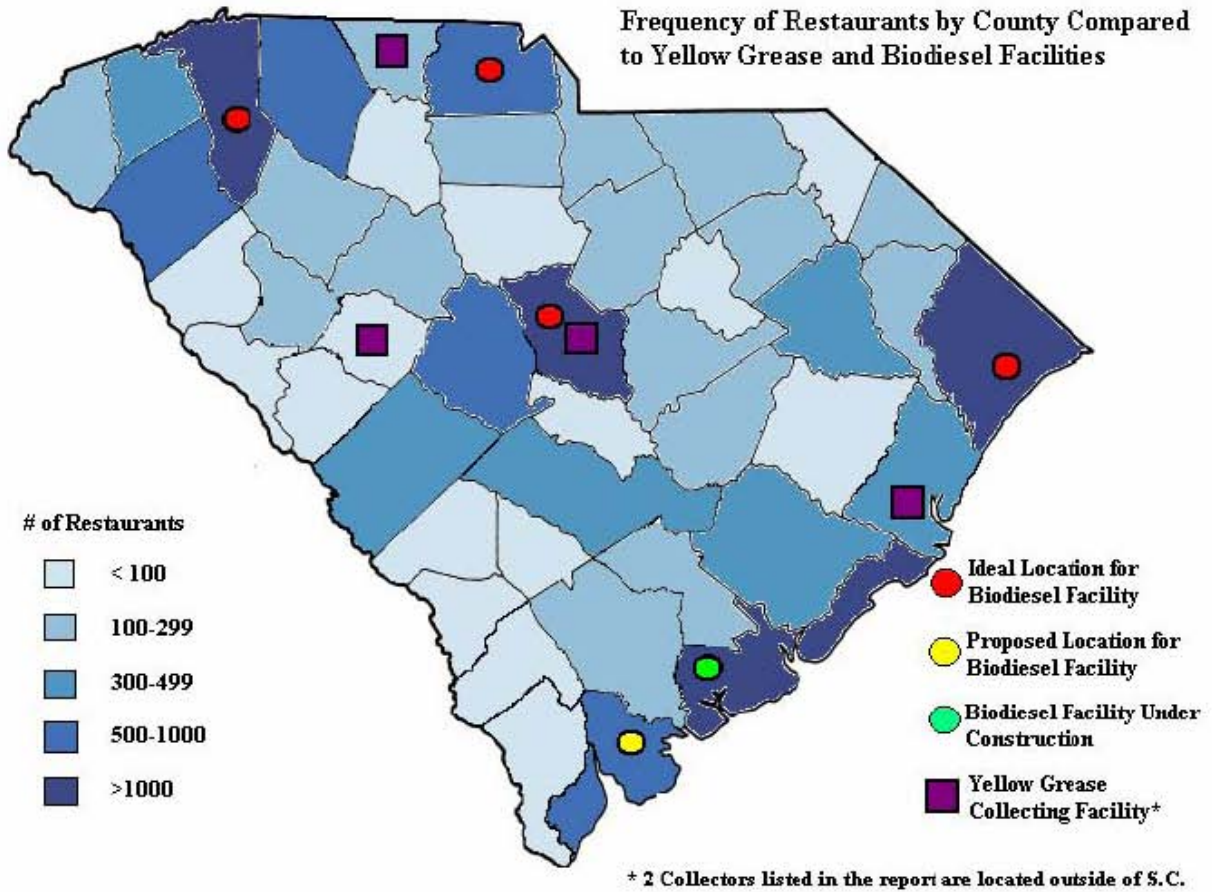 Frequency of Restaurants by County Compared
to Yellow Grease and Biodiesel Facilities
# of Restaurants
< 100
100-299
300-499
500-1000
>1000
Ideal Location for
Biodiesel Facility
Proposed Location for
Biodiesel Facility
Biodiesel Facility Under
Construction
Yellow Grease
Collecting Facility*
* 2 Collectors listed in the report are located outside of S.C.